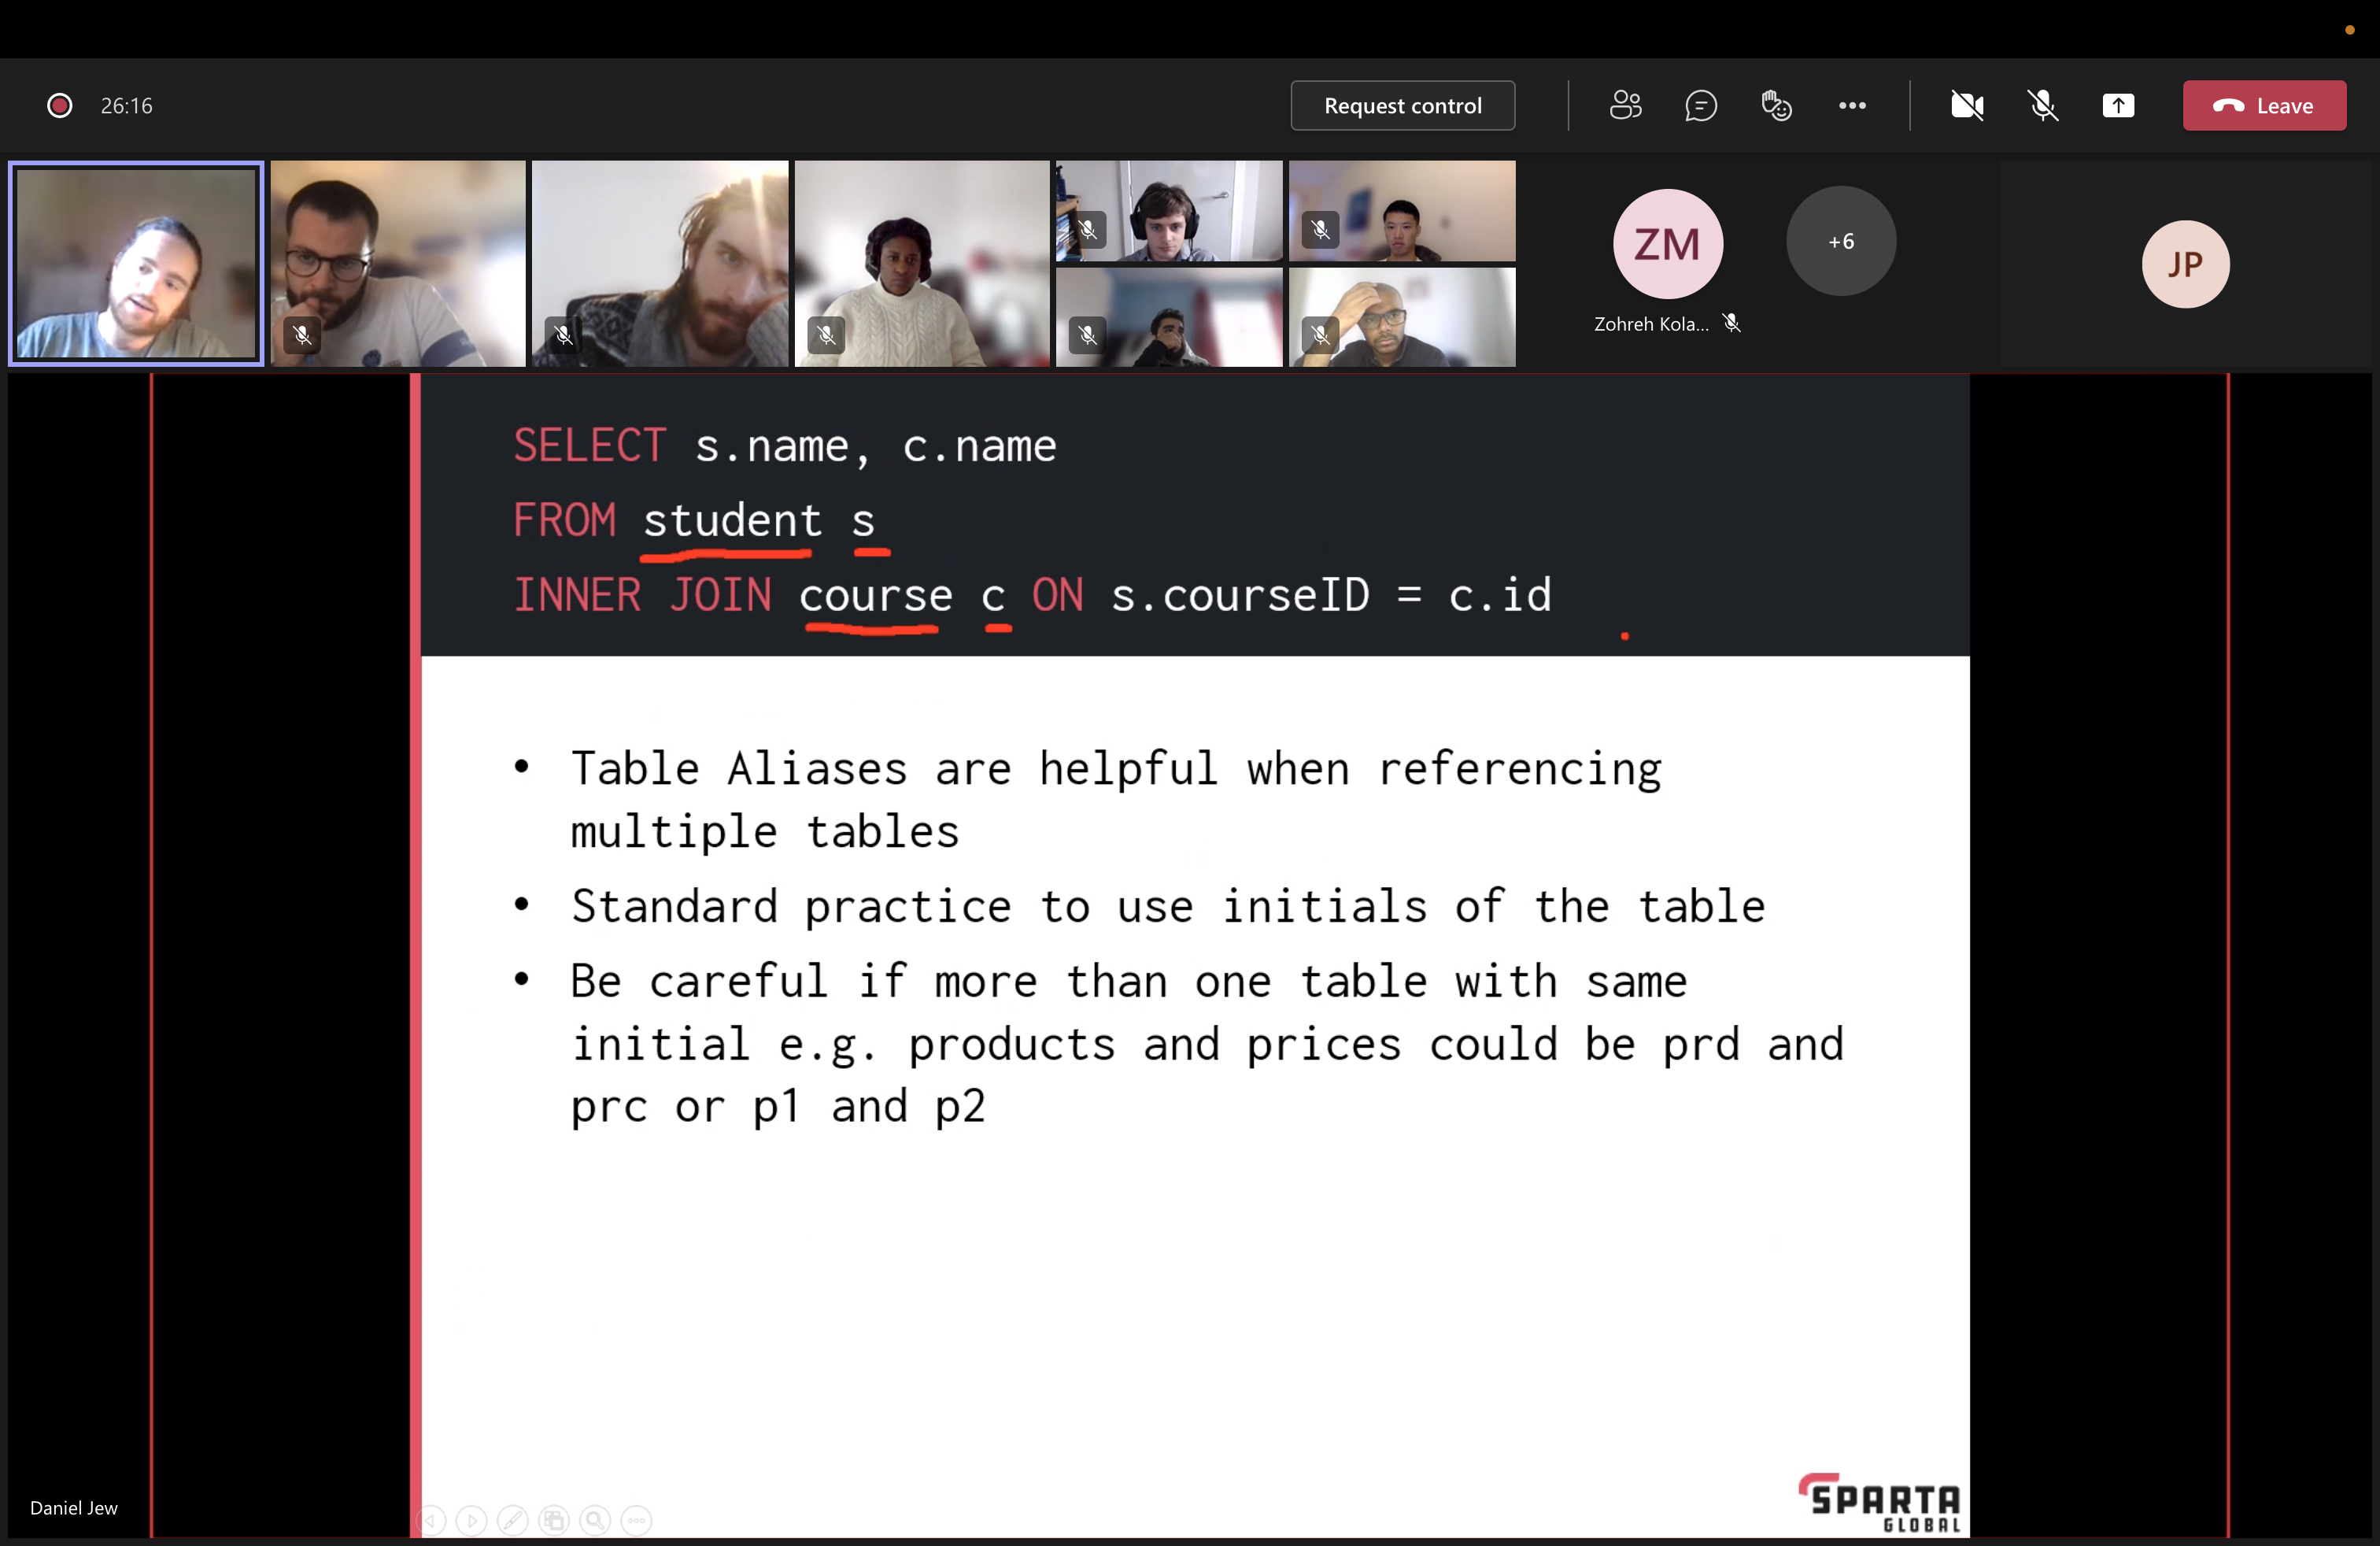 26:16
Request control
Leave
ZM
+6
JP
Zohreh Kola...
SELECT s.name, c.name
FROM student s
INNER JOIN course c ON s.courseID = c.id
• Table Aliases are helpful when referencing
multiple tables
• Standard practice to use initials of the table
• Be careful if more than one table with same
initial e.g. products and prices could be prd and
prc or p1 and p2
Daniel Jew
SPARTA
GLOBAL